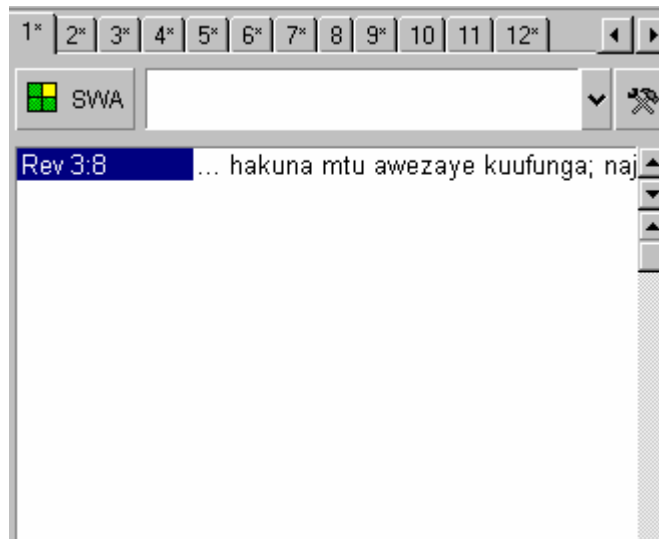 1* 2* 3* 4* 5* 6* 7* 8 9* 10 11 12*
SWA
Rev 3:8 ... hakuna mtu awezaye kuufunga; naj